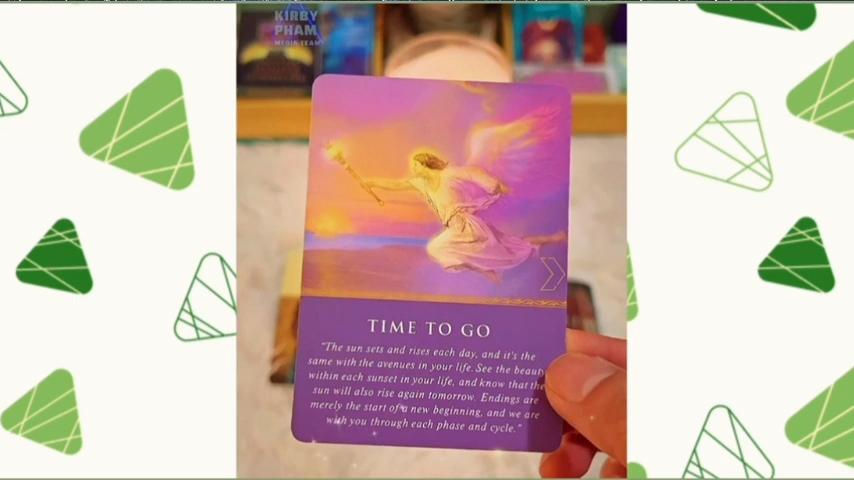 KIRBY
PHAM
MEDIA TEAM
TIME TO GO
"The sun sets and rises each day, and it's the
same with the avenues in your life. See the beauty
within each sunset in your life, and know that the
sun will also rise again tomorrow. Endings are
merely the start of a new beginning, and we are
with you through each phase and cycle."